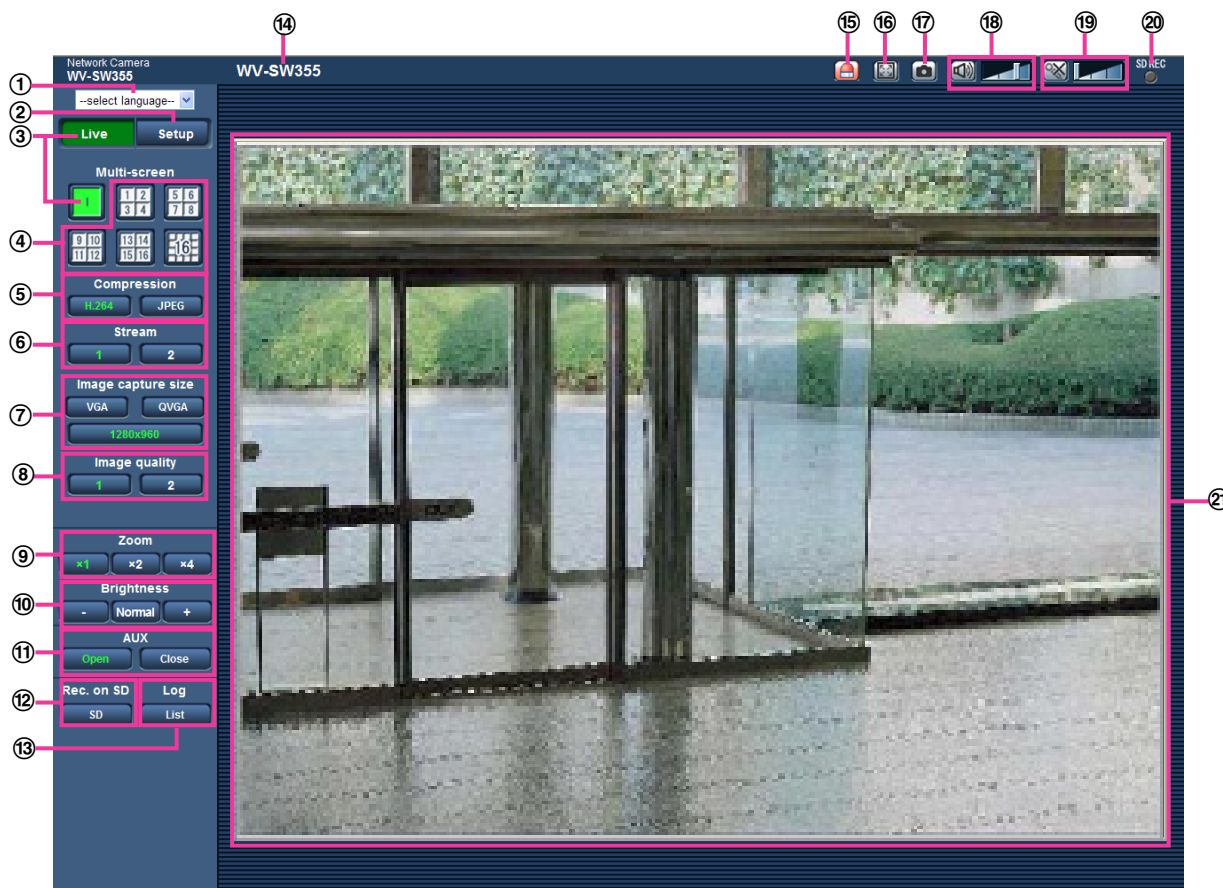 ⑭ ⑮ ⑯ ⑰ ⑱ ⑲ ⑳
Network Camera
WV-SW355
WV-SW355
SD REC
①
--select language--
②
③
Live Setup
Multi-screen
1
1 2 3 4
5 6 7 8
④
9 10 11 12
13 14 15 16
16
⑤
Compression
H.264 JPEG
⑥
Stream
1 2
⑦
Image capture size
VGA QVGA
1280x960
⑧
Image quality
1 2
㉑
⑨
Zoom
×1 ×2 ×4
⑩
Brightness
- Normal +
⑪
AUX
Open Close
⑫
Rec. on SD Log
SD List
⑬